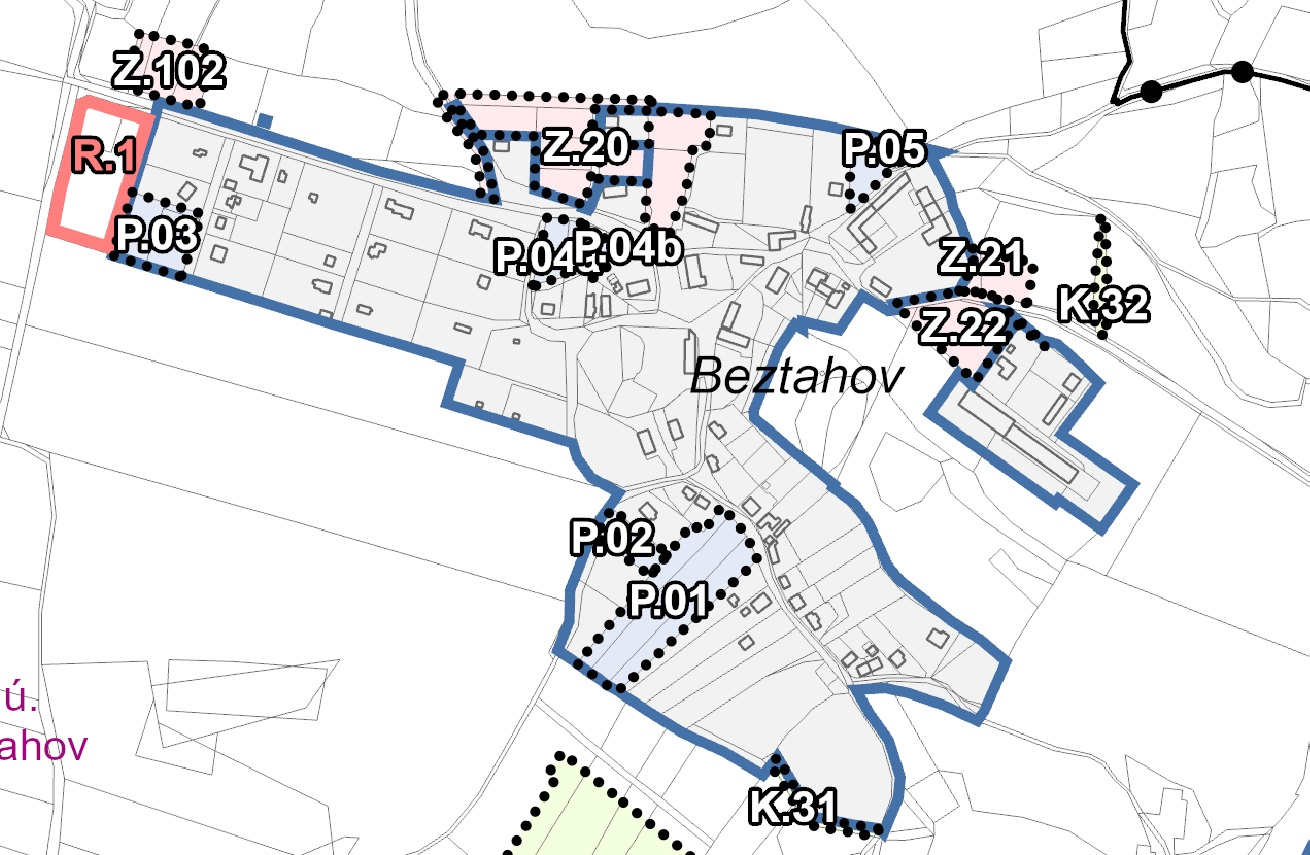 Z.102
R.1
Z.20
P.05
P.03
P.04a
P.04b
Z.21
K.32
Z.22
Beztahov
P.02
P.01
ú.
ahov
K.31